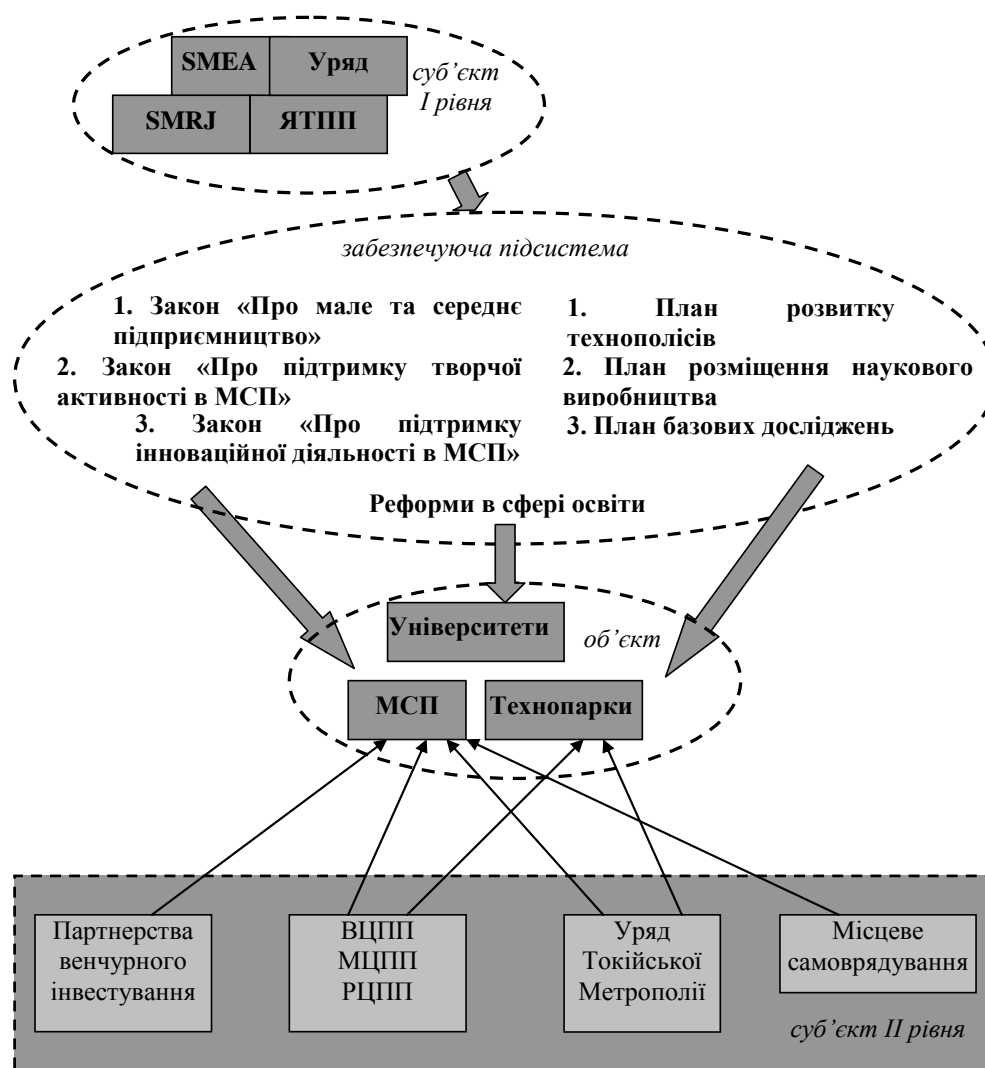 SMEA Уряд
суб’єкт
І рівня
SMRJ ЯТПП
забезпечуюча підсистема
1. Закон «Про мале та середнє
підприємництво»
2. Закон «Про підтримку творчої
активності в МСП»
3. Закон «Про підтримку
інноваційної діяльності в МСП»
1. План розвитку
технополісів
2. План розміщення наукового
виробництва
3. План базових досліджень
Реформи в сфері освіти
Університети
об’єкт
МСП
Технопарки
Партнерства
венчурного
інвестування
ВЦПП
МЦПП
РЦПП
Уряд
Токійської
Метрополії
Місцеве
самоврядування
суб’єкт ІІ рівня